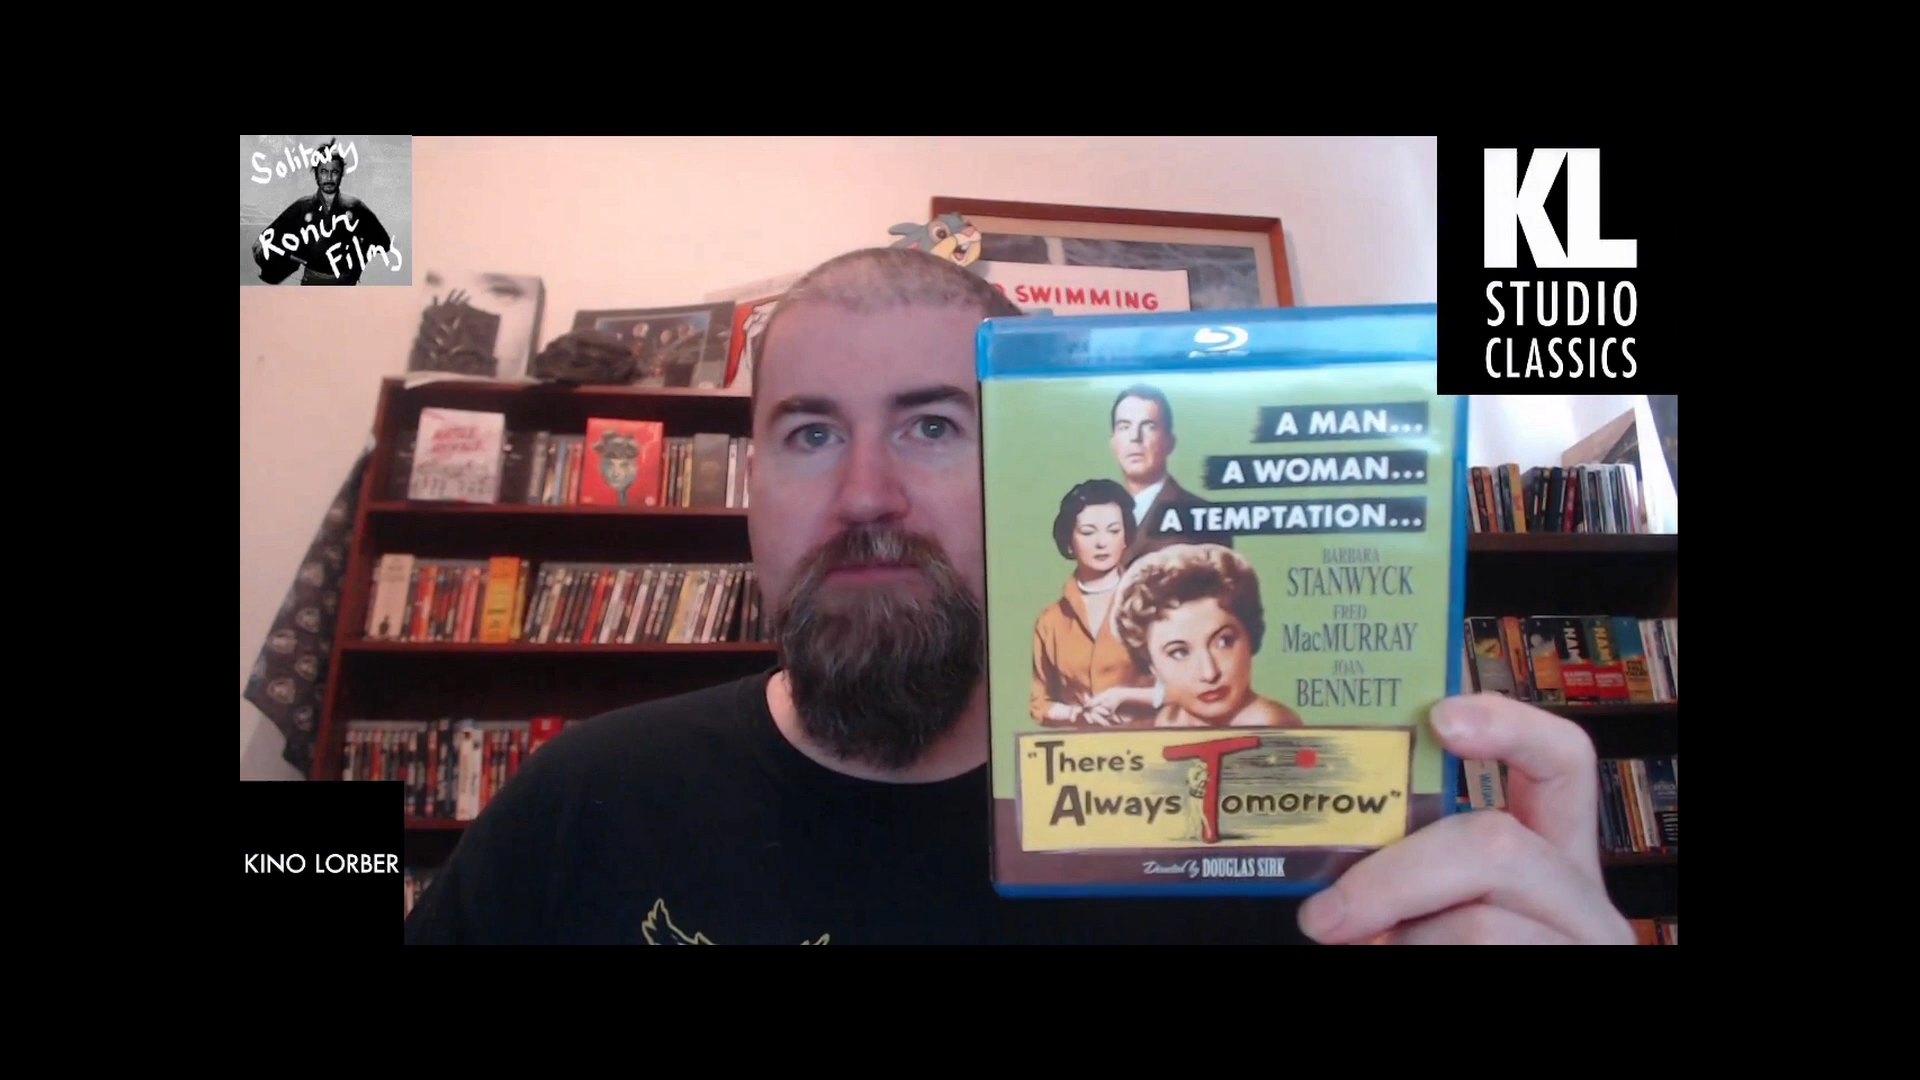 Solitary
Ronin
Films
KL
STUDIO
CLASSICS
SWIMMING
A MAN...
A WOMAN...
A TEMPTATION...
BARBARA
STANWYCK
FRED
MacMURRAY
JOAN
BENNETT
"There's
Always Tomorrow"
Directed by DOUGLAS SIRK
KINO LORBER